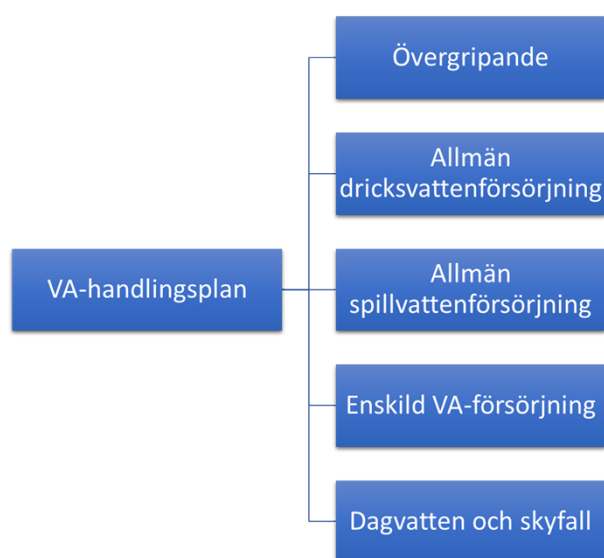 Övergripande
Allmän
dricksvattenförsörjning
VA-handlingsplan
Allmän
spillvattenförsörjning
Enskild VA-försörjning
Dagvatten och skyfall